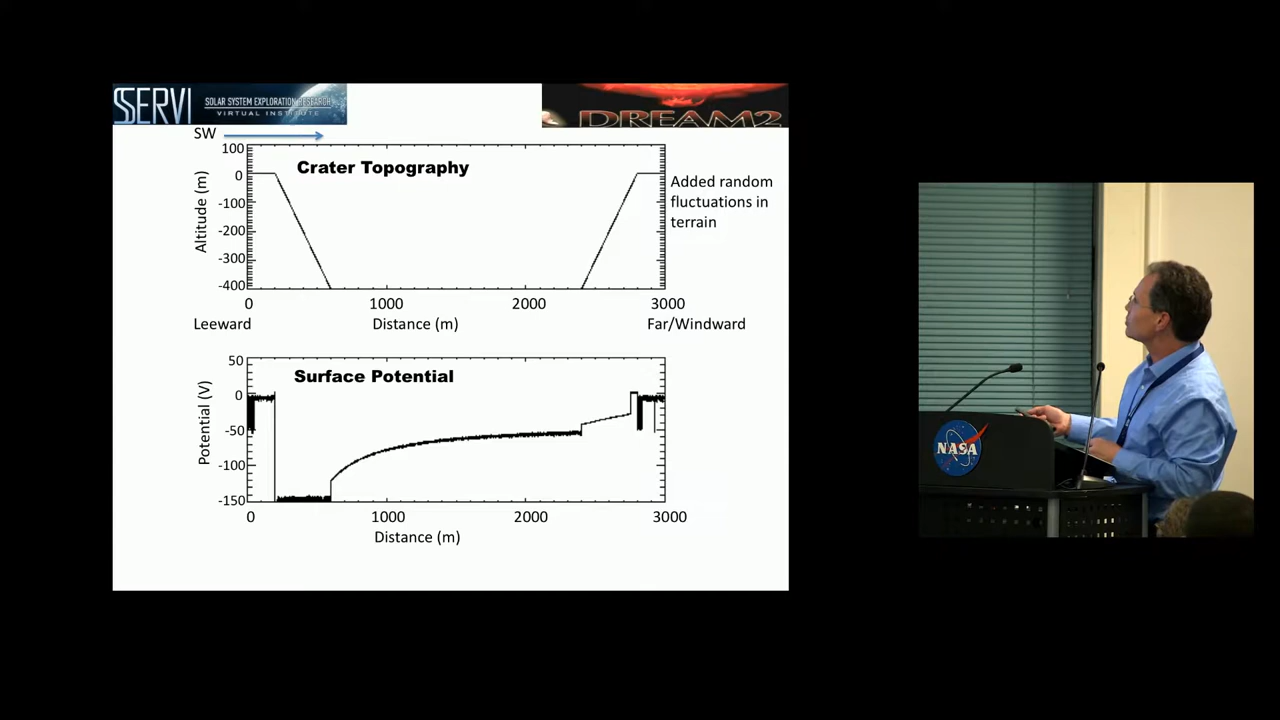 SSERVI
SOLAR SYSTEM EXPLORATION RESEARCH
VIRTUAL INSTITUTE
DREAM2
SW
Crater Topography
Altitude (m)
100
0
-100
-200
-300
-400
0 1000 2000 3000
Leeward Distance (m) Far/Windward
Added random
fluctuations in
terrain
Surface Potential
Potential (V)
50
0
-50
-100
-150
0 1000 2000 3000
Distance (m)
NASA